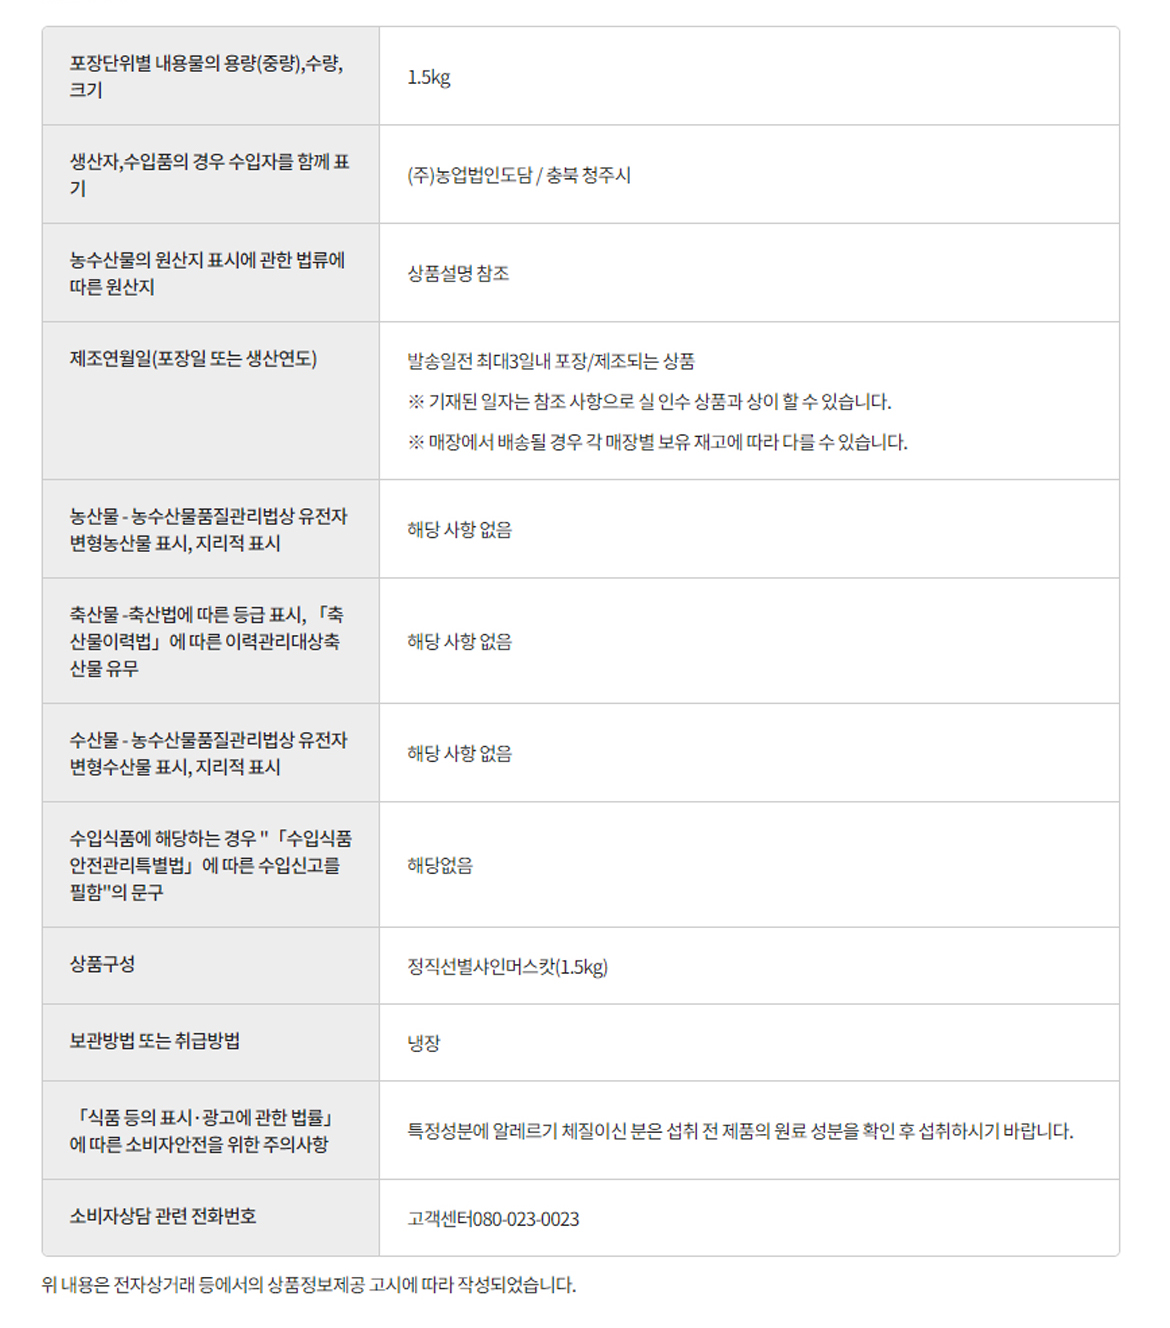 포장단위별 내용물의 용량(중량),수량,
크기
1.5kg
생산자,수입품의 경우 수입자를 함께 표
기
(주)농업법인도담 / 충북 청주시
농수산물의 원산지 표시에 관한 법류에
따른 원산지
상품설명 참조
제조연월일(포장일 또는 생산연도)
발송일전 최대3일내 포장/제조되는 상품
※ 기재된 일자는 참조 사항으로 실 인수 상품과 상이 할 수 있습니다.
※ 매장에서 배송될 경우 각 매장별 보유 재고에 따라 다를 수 있습니다.
농산물 - 농수산물품질관리법상 유전자
변형농산물 표시, 지리적 표시
해당 사항 없음
축산물 -축산법에 따른 등급 표시, 「축
산물이력법」에 따른 이력관리대상축
산물 유무
해당 사항 없음
수산물 - 농수산물품질관리법상 유전자
변형수산물 표시, 지리적 표시
해당 사항 없음
수입식품에 해당하는 경우 "「수입식품
안전관리특별법」에 따른 수입신고를
필함"의 문구
해당없음
상품구성
정직선별샤인머스캇(1.5kg)
보관방법 또는 취급방법
냉장
「식품 등의 표시·광고에 관한 법률」
에 따른 소비자안전을 위한 주의사항
특정성분에 알레르기 체질이신 분은 섭취 전 제품의 원료 성분을 확인 후 섭취하시기 바랍니다.
소비자상담 관련 전화번호
고객센터080-023-0023
위 내용은 전자상거래 등에서의 상품정보제공 고시에 따라 작성되었습니다.